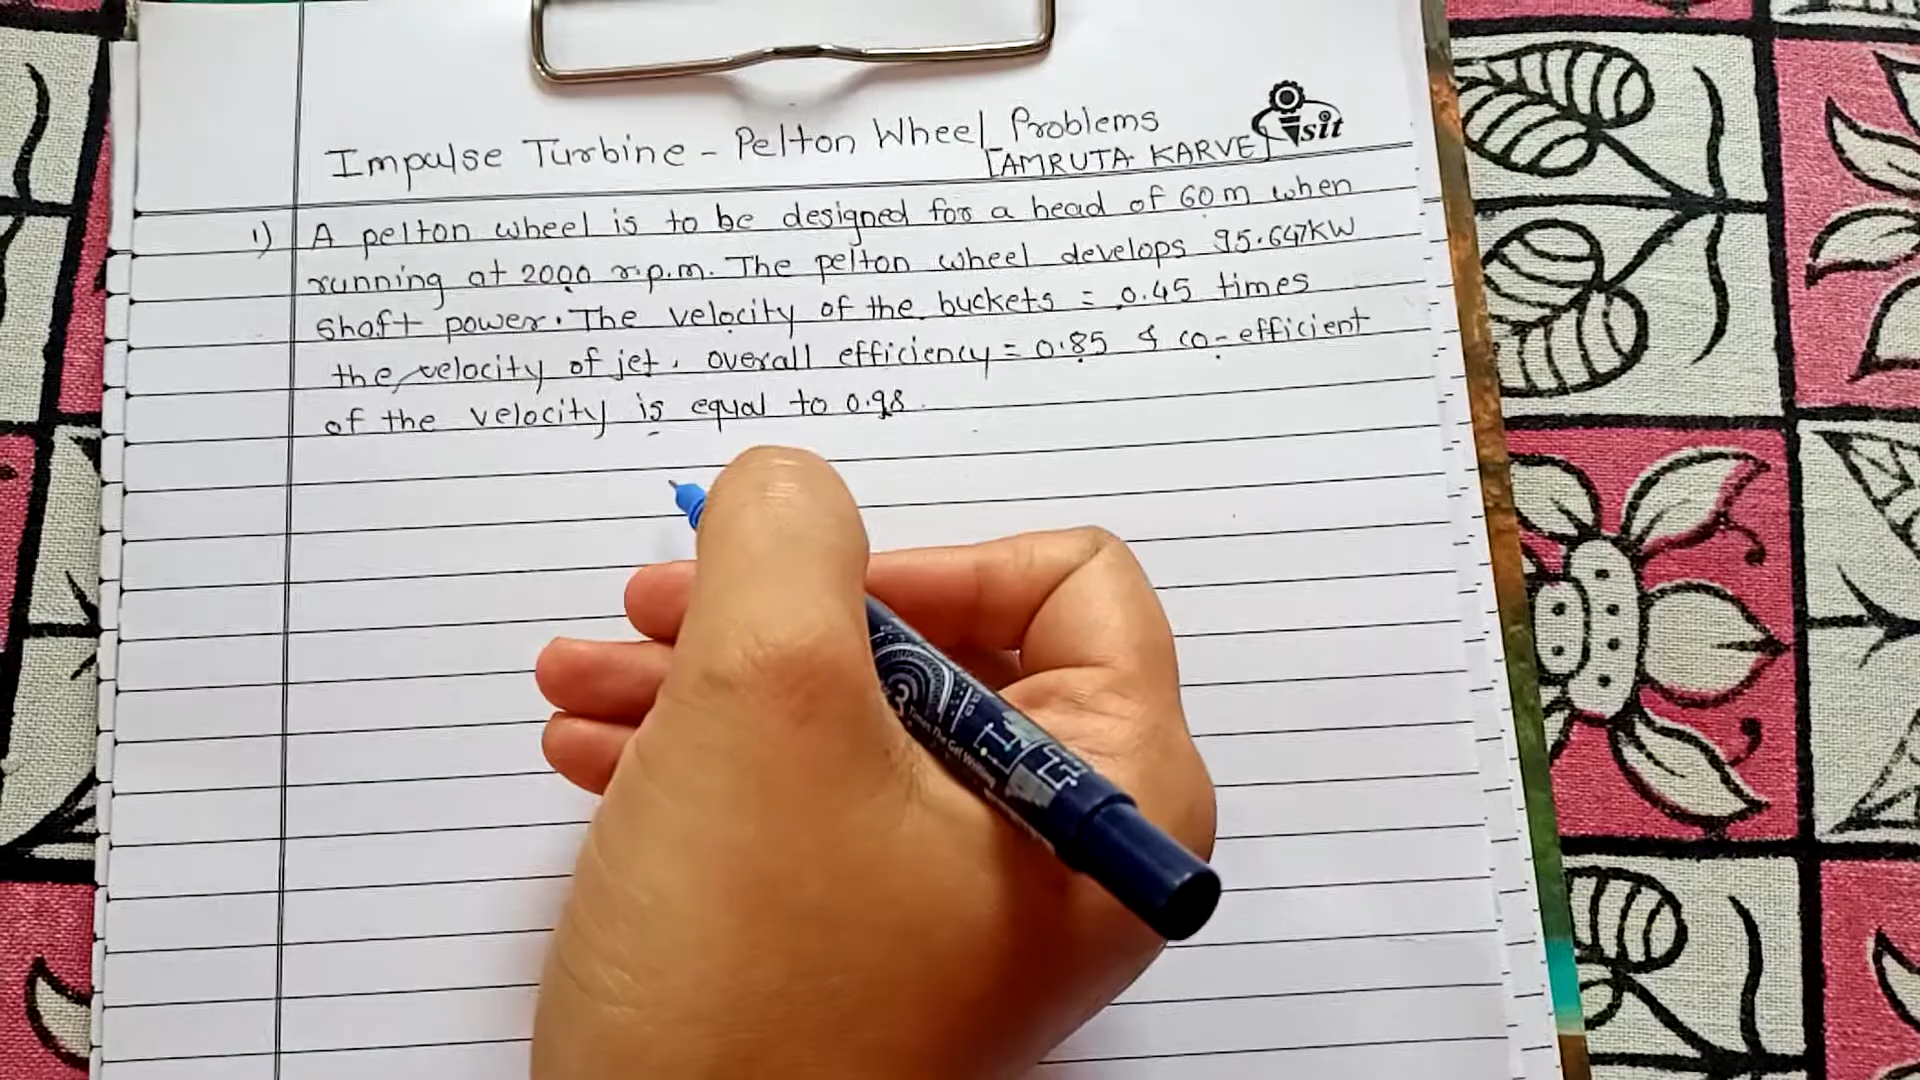 Impulse Turbine - Pelton Wheel Problems
[AMRUTA KARVE]
sit
1) A pelton wheel is to be designed for a head of 60m when
running at 2000 r.p.m. The pelton wheel develops 95.647KW
shaft power. The velocity of the buckets = 0.45 times
the velocity of jet, overall efficiency = 0.85 & co-efficient
of the velocity is equal to 0.98.